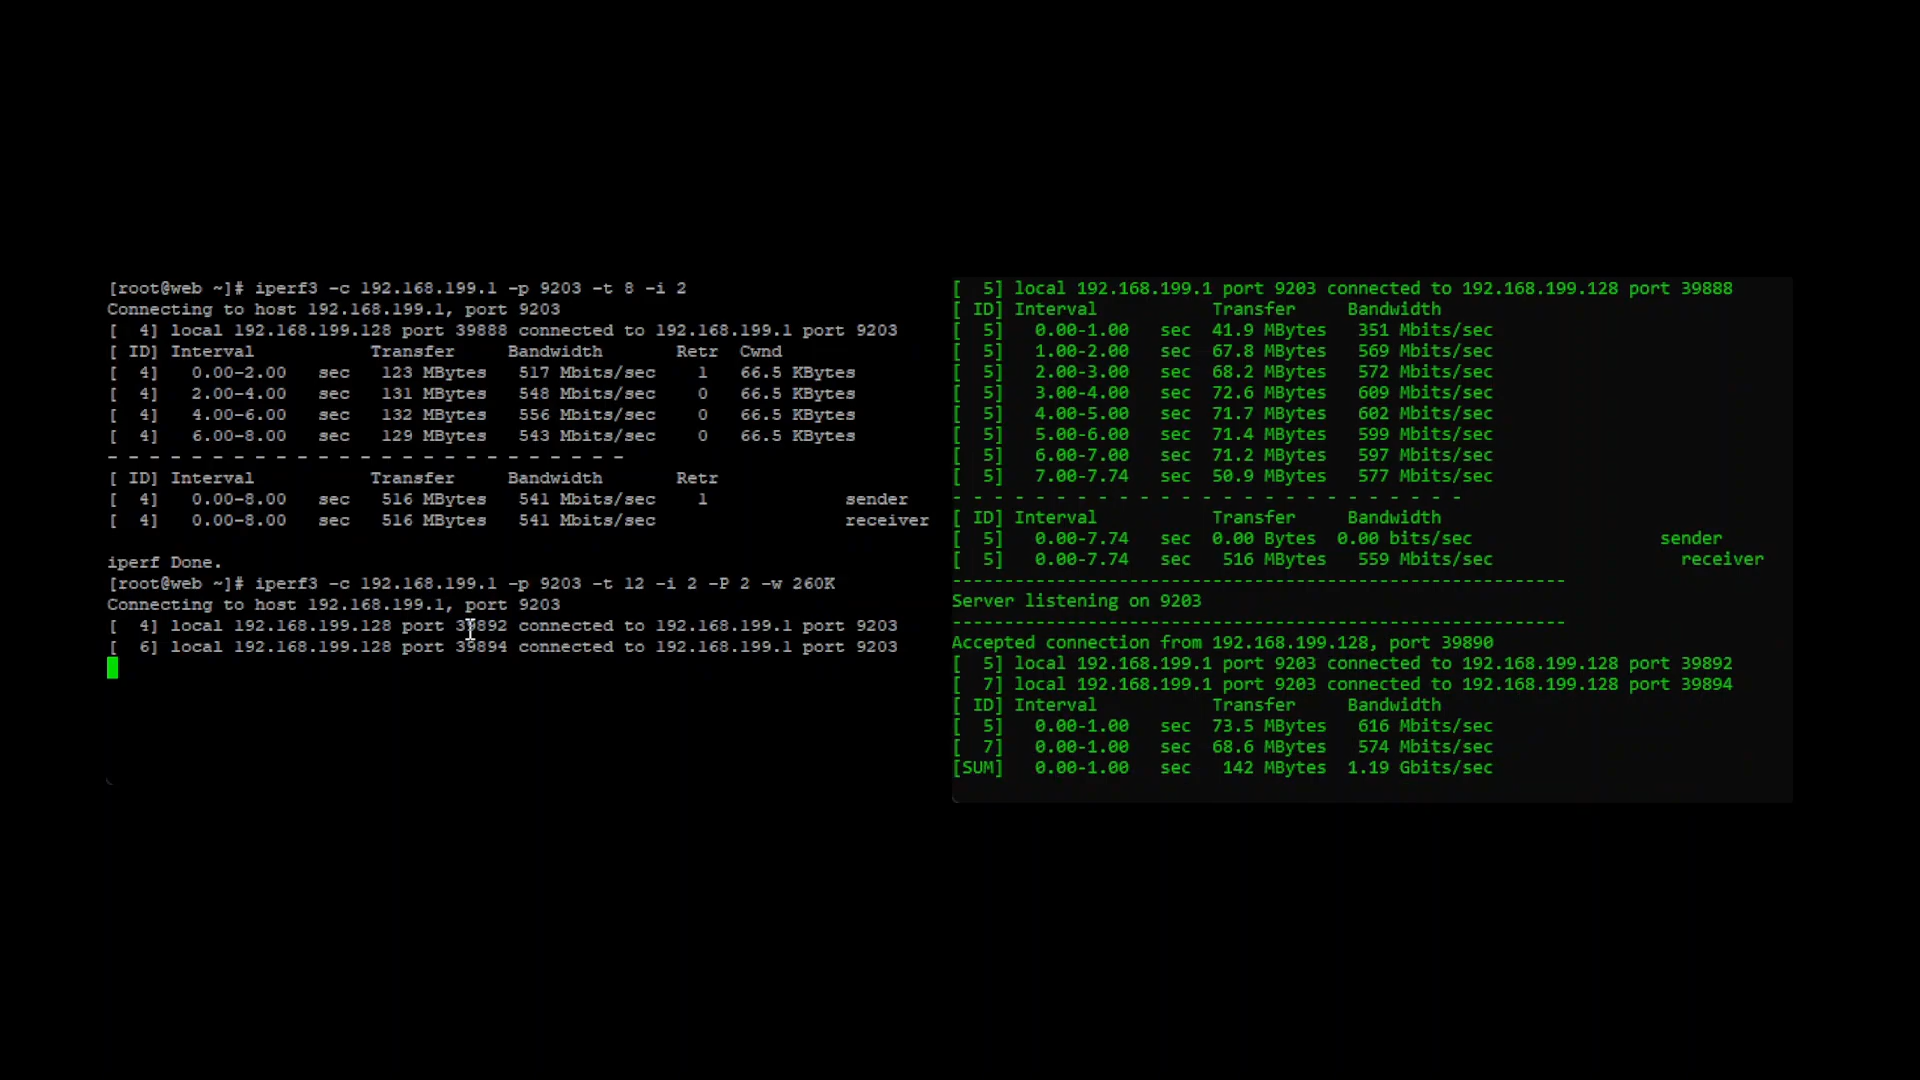 [root@web ~]# iperf3 -c 192.168.199.1 -p 9203 -t 8 -i 2
Connecting to host 192.168.199.1, port 9203
[  4] local 192.168.199.128 port 39888 connected to 192.168.199.1 port 9203
[ ID] Interval           Transfer     Bandwidth       Retr  Cwnd
[  4]   0.00-2.00   sec   123 MBytes   517 Mbits/sec    1   66.5 KBytes
[  4]   2.00-4.00   sec   131 MBytes   548 Mbits/sec    0   66.5 KBytes
[  4]   4.00-6.00   sec   132 MBytes   556 Mbits/sec    0   66.5 KBytes
[  4]   6.00-8.00   sec   129 MBytes   543 Mbits/sec    0   66.5 KBytes
- - - - - - - - - - - - - - - - - - - - - - - - -
[ ID] Interval           Transfer     Bandwidth       Retr
[  4]   0.00-8.00   sec   516 MBytes   541 Mbits/sec    1             sender
[  4]   0.00-8.00   sec   516 MBytes   541 Mbits/sec                  receiver
iperf Done.
[root@web ~]# iperf3 -c 192.168.199.1 -p 9203 -t 12 -i 2 -P 2 -w 260K
Connecting to host 192.168.199.1, port 9203
[  4] local 192.168.199.128 port 39892 connected to 192.168.199.1 port 9203
[  6] local 192.168.199.128 port 39894 connected to 192.168.199.1 port 9203
[  5] local 192.168.199.1 port 9203 connected to 192.168.199.128 port 39888
[ ID] Interval           Transfer     Bandwidth
[  5]   0.00-1.00   sec  41.9 MBytes   351 Mbits/sec
[  5]   1.00-2.00   sec  67.8 MBytes   569 Mbits/sec
[  5]   2.00-3.00   sec  68.2 MBytes   572 Mbits/sec
[  5]   3.00-4.00   sec  72.6 MBytes   609 Mbits/sec
[  5]   4.00-5.00   sec  71.7 MBytes   602 Mbits/sec
[  5]   5.00-6.00   sec  71.4 MBytes   599 Mbits/sec
[  5]   6.00-7.00   sec  71.2 MBytes   597 Mbits/sec
[  5]   7.00-7.74   sec  50.9 MBytes   577 Mbits/sec
- - - - - - - - - - - - - - - - - - - - - - - - -
[ ID] Interval           Transfer     Bandwidth
[  5]   0.00-7.74   sec  0.00 Bytes  0.00 bits/sec                  sender
[  5]   0.00-7.74   sec   516 MBytes   559 Mbits/sec                  receiver
-----------------------------------------------------------
Server listening on 9203
-----------------------------------------------------------
Accepted connection from 192.168.199.128, port 39890
[  5] local 192.168.199.1 port 9203 connected to 192.168.199.128 port 39892
[  7] local 192.168.199.1 port 9203 connected to 192.168.199.128 port 39894
[ ID] Interval           Transfer     Bandwidth
[  5]   0.00-1.00   sec  73.5 MBytes   616 Mbits/sec
[  7]   0.00-1.00   sec  68.6 MBytes   574 Mbits/sec
[SUM]   0.00-1.00   sec   142 MBytes  1.19 Gbits/sec